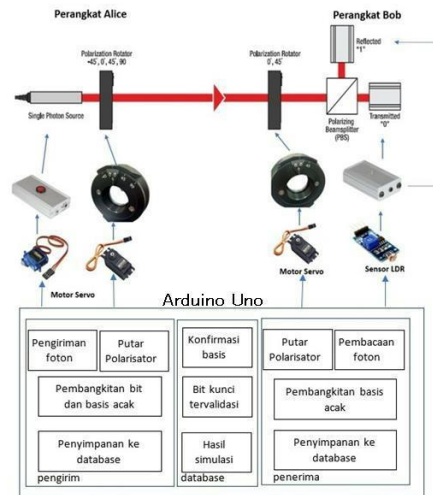 Perangkat Alice
Perangkat Bob
Reflected
"1"
Polarization Rotator
+45°, 0°, 45°, 90
Polarization Rotator
0°, 45°
Single Photon Source
Polarizing
Beamsplitter
(PBS)
Transmitted
"0"
Motor Servo
Motor Servo
Sensor LDR
Arduino Uno
Pengiriman
foton
Putar
Polarisator
Konfirmasi
basis
Putar
Polarisator
Pembacaan
foton
Pembangkitan bit
dan basis acak
Bit kunci
tervalidasi
Pembangkitan basis
acak
Penyimpanan ke
database
Hasil
simulasi
Penyimpanan ke
database
pengirim
database
penerima